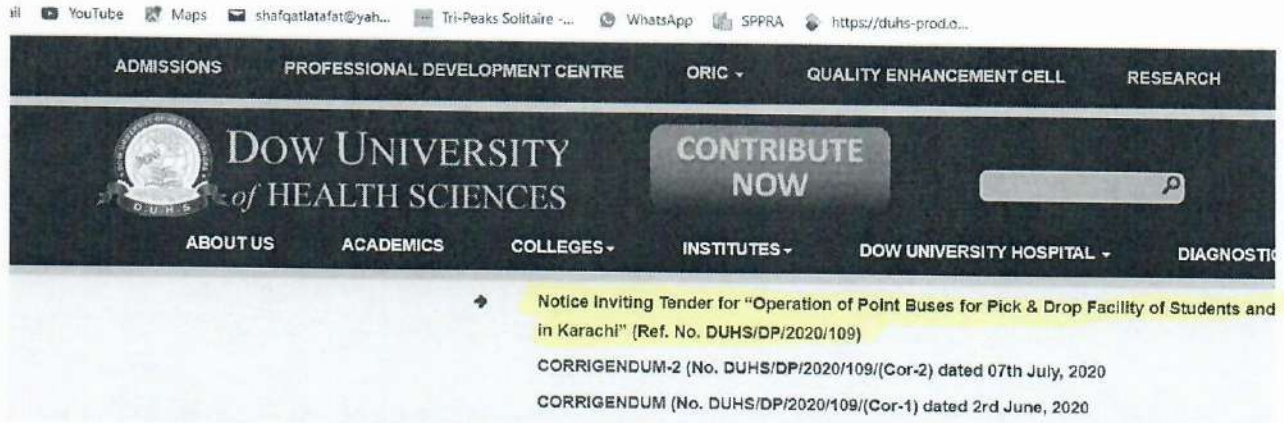 YouTube Maps shafqatlatafat@yah... Tri-Peaks Solitaire -... WhatsApp SPPRA https://duhs-prod.o...
ADMISSIONS PROFESSIONAL DEVELOPMENT CENTRE ORIC QUALITY ENHANCEMENT CELL RESEARCH
DOW UNIVERSITY
of HEALTH SCIENCES
D.U.H.S
CONTRIBUTE
NOW
ABOUT US ACADEMICS COLLEGES INSTITUTES DOW UNIVERSITY HOSPITAL DIAGNOSTIC
Notice Inviting Tender for “Operation of Point Buses for Pick & Drop Facility of Students and
in Karachi” (Ref. No. DUHS/DP/2020/109)
CORRIGENDUM-2 (No. DUHS/DP/2020/109/(Cor-2) dated 07th July, 2020
CORRIGENDUM (No. DUHS/DP/2020/109/(Cor-1) dated 2rd June, 2020